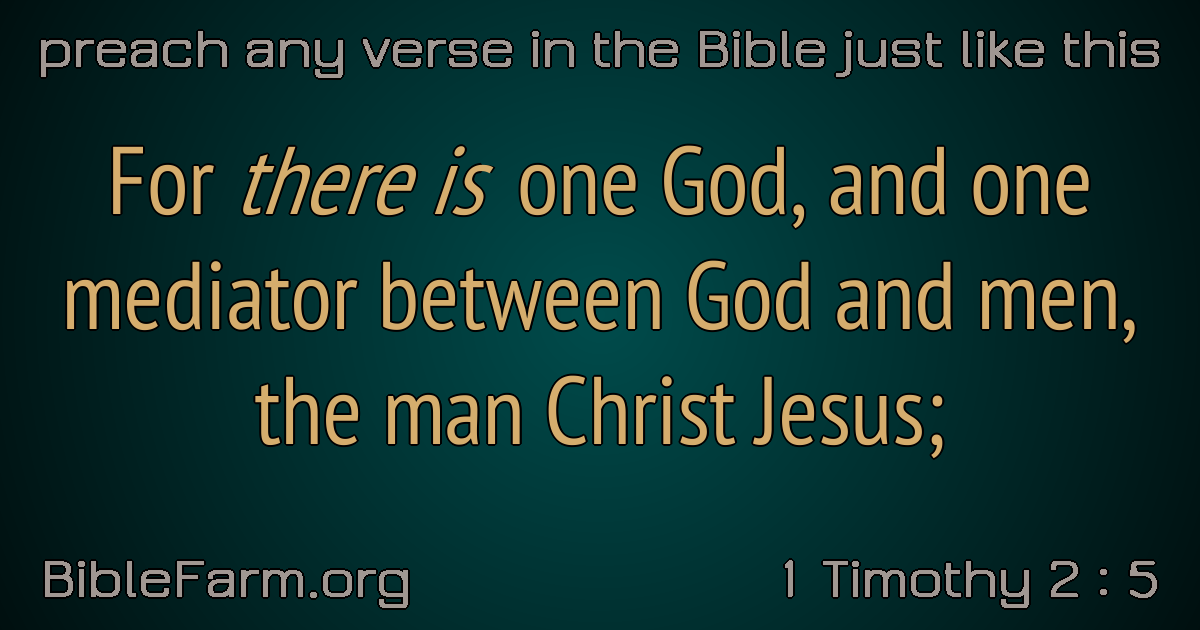 preach any verse in the Bible just like this
For there is one God, and one
mediator between God and men,
the man Christ Jesus;
BibleFarm.org
1 Timothy 2 : 5